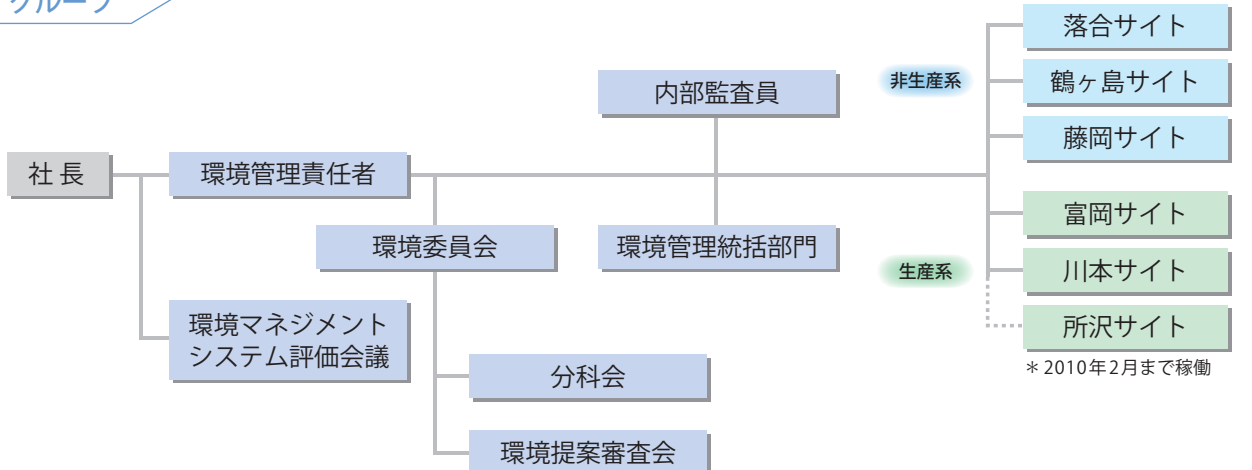 グループ
落合サイト
鶴ヶ島サイト
藤岡サイト
非生産系
内部監査員
社長
環境管理責任者
環境委員会
環境管理統括部門
生産系
富岡サイト
川本サイト
所沢サイト
＊2010年2月まで稼働
環境マネジメント
システム評価会議
分科会
環境提案審査会